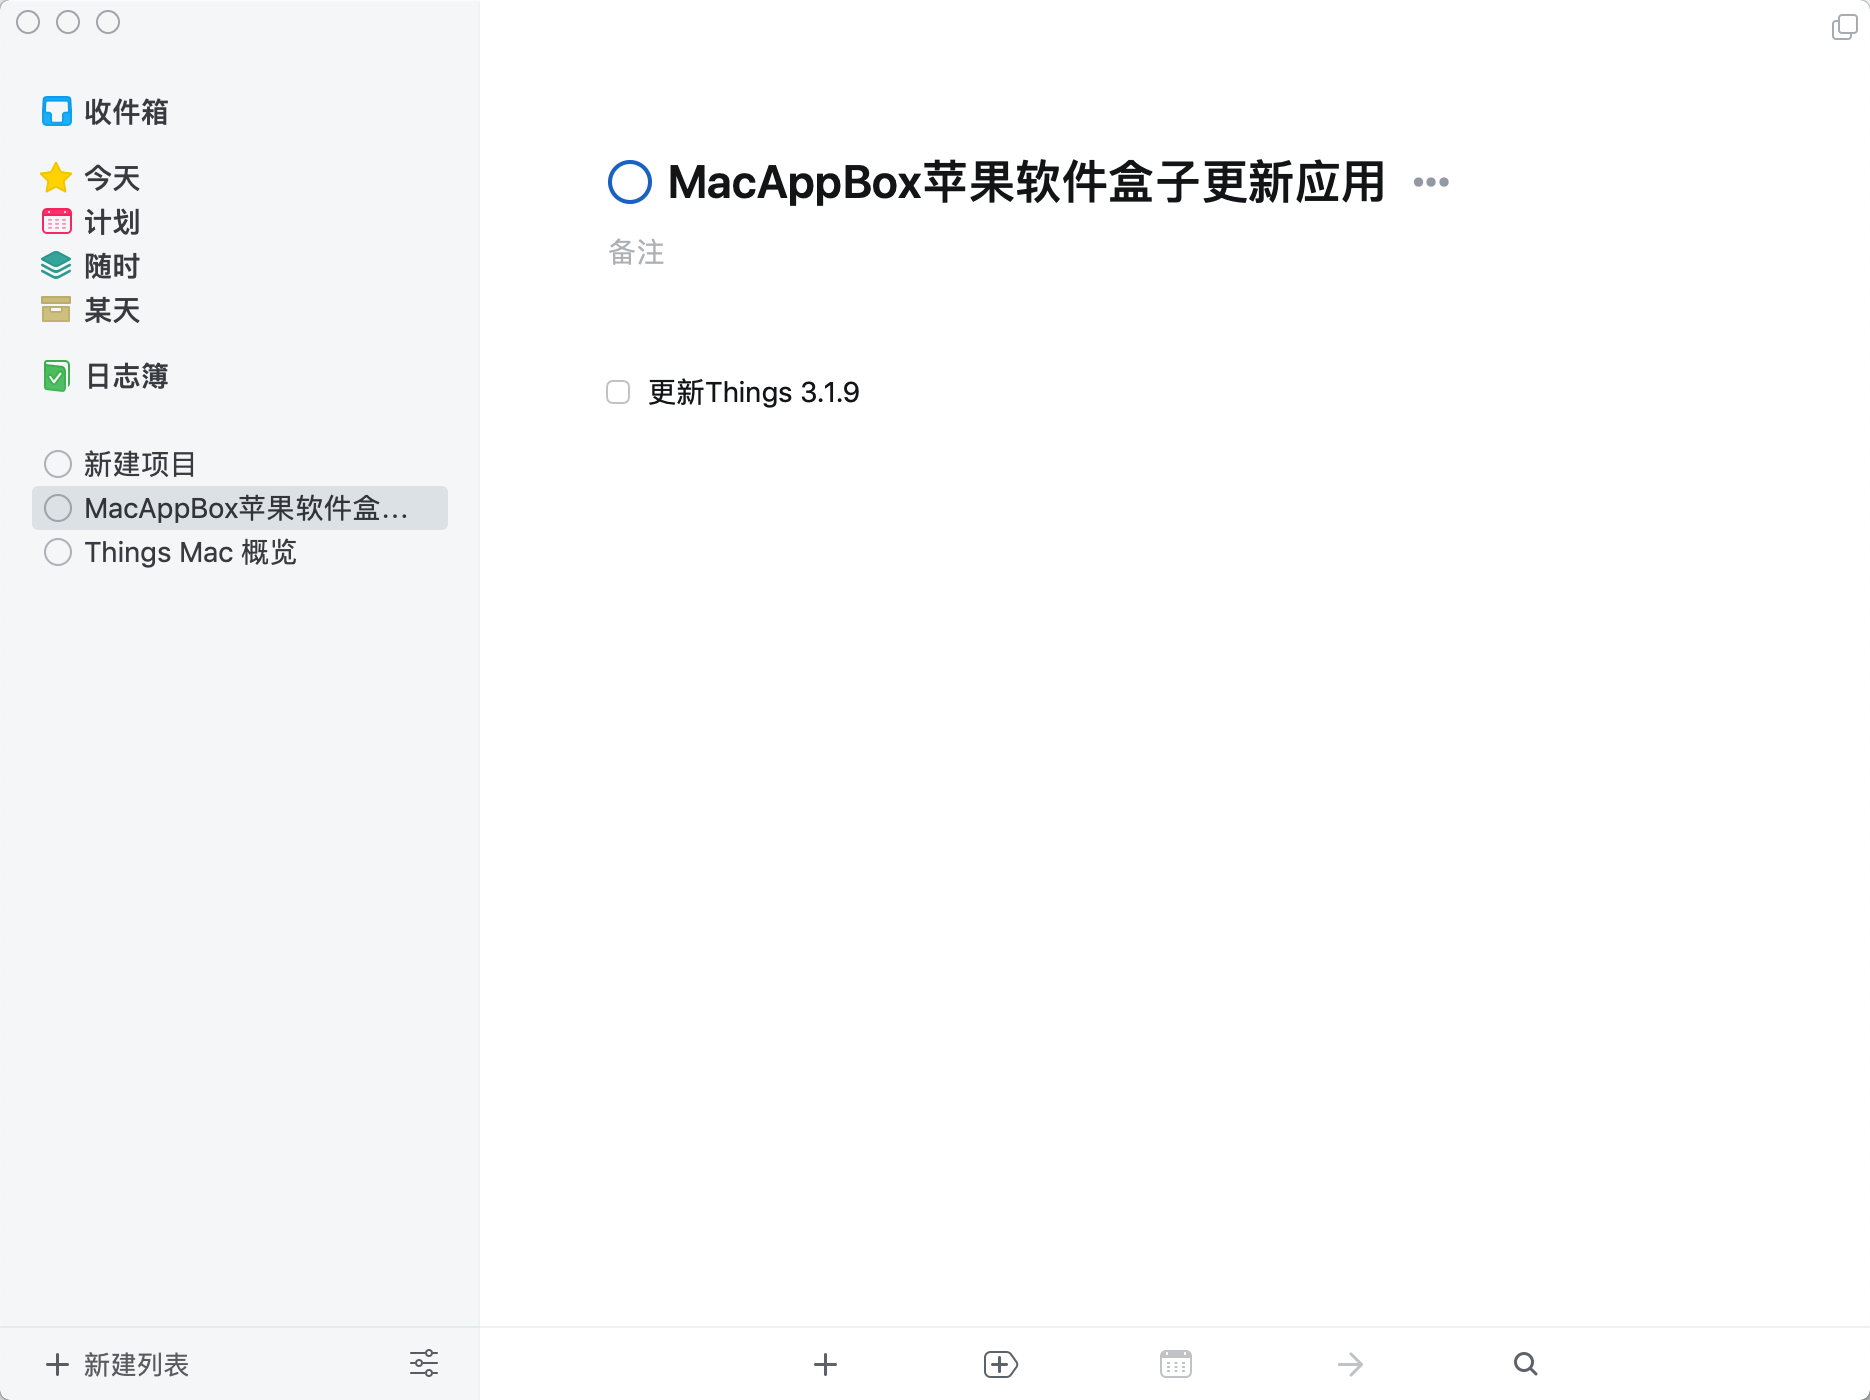 收件箱
今天
计划
随时
某天
日志簿
新建项目
MacAppBox苹果软件盒...
Things Mac 概览
新建列表
MacAppBox苹果软件盒子更新应用
备注
更新Things 3.1.9